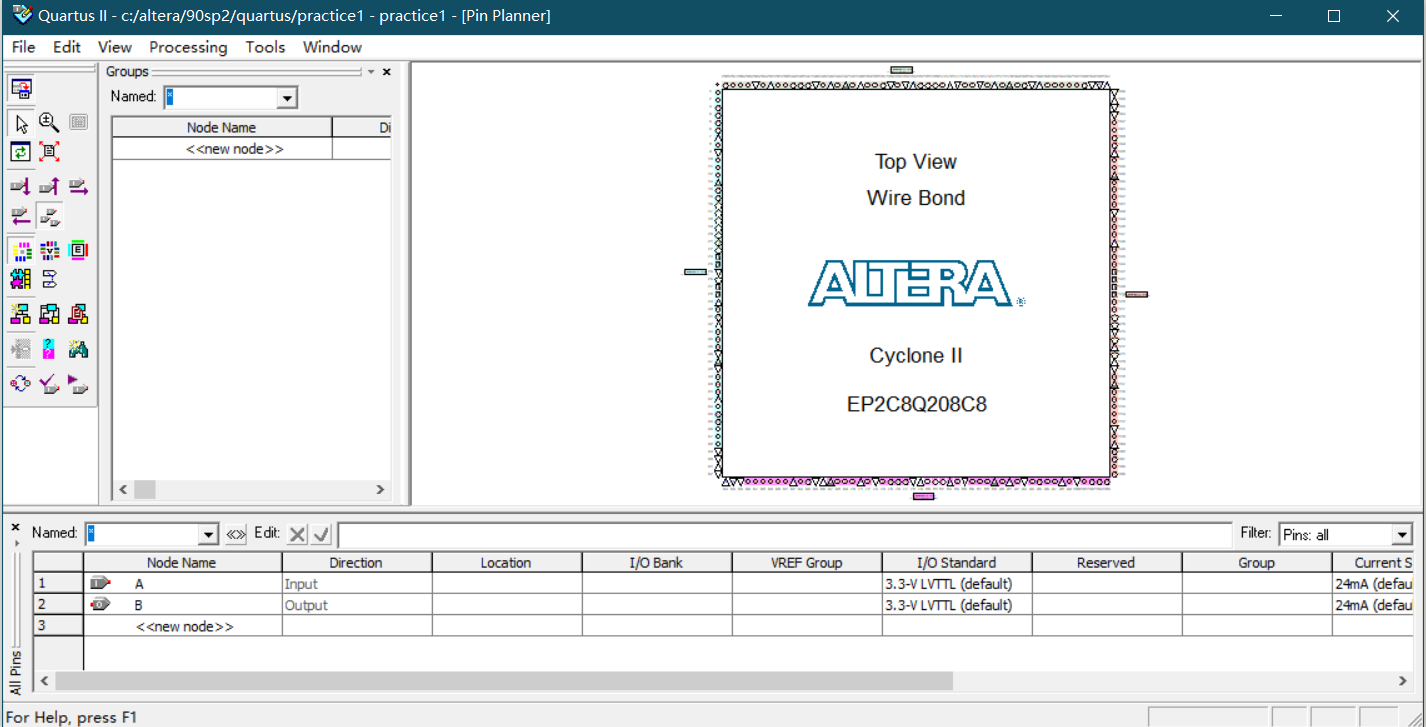 Quartus II - c:/altera/90sp2/quartus/practice1 - practice1 - [Pin Planner]
File Edit View Processing Tools Window
Groups
Named: *
Node Name Di
<<new node>>
Top View
Wire Bond
ALTERA
Cyclone II
EP2C8Q208C8
Named: * <<>> Edit: Filter: Pins: all
Node Name Direction Location I/O Bank VREF Group I/O Standard Reserved Group Current S
1 A Input 3.3-V LVTTL (default) 24mA (defau
2 B Output 3.3-V LVTTL (default) 24mA (defau
3 <<new node>>
All Pins
For Help, press F1